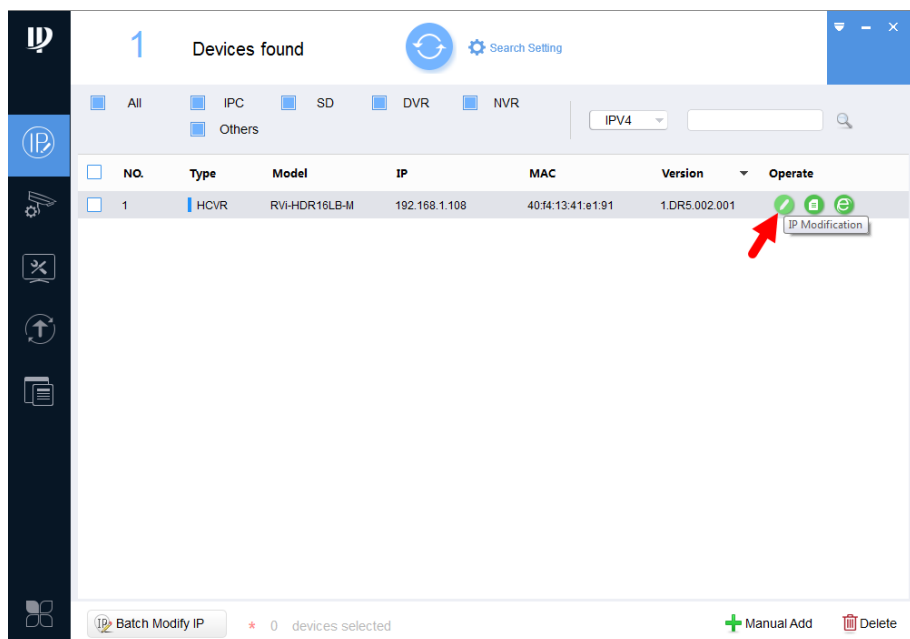 1 Devices found Search Setting
All IPC SD DVR NVR
Others
IPV4
NO. Type Model IP MAC Version Operate
1 HCVR RVi-HDR16LB-M 192.168.1.108 40:f4:13:41:e1:91 1.DR5.002.001
IP Modification
Batch Modify IP * 0 devices selected Manual Add Delete